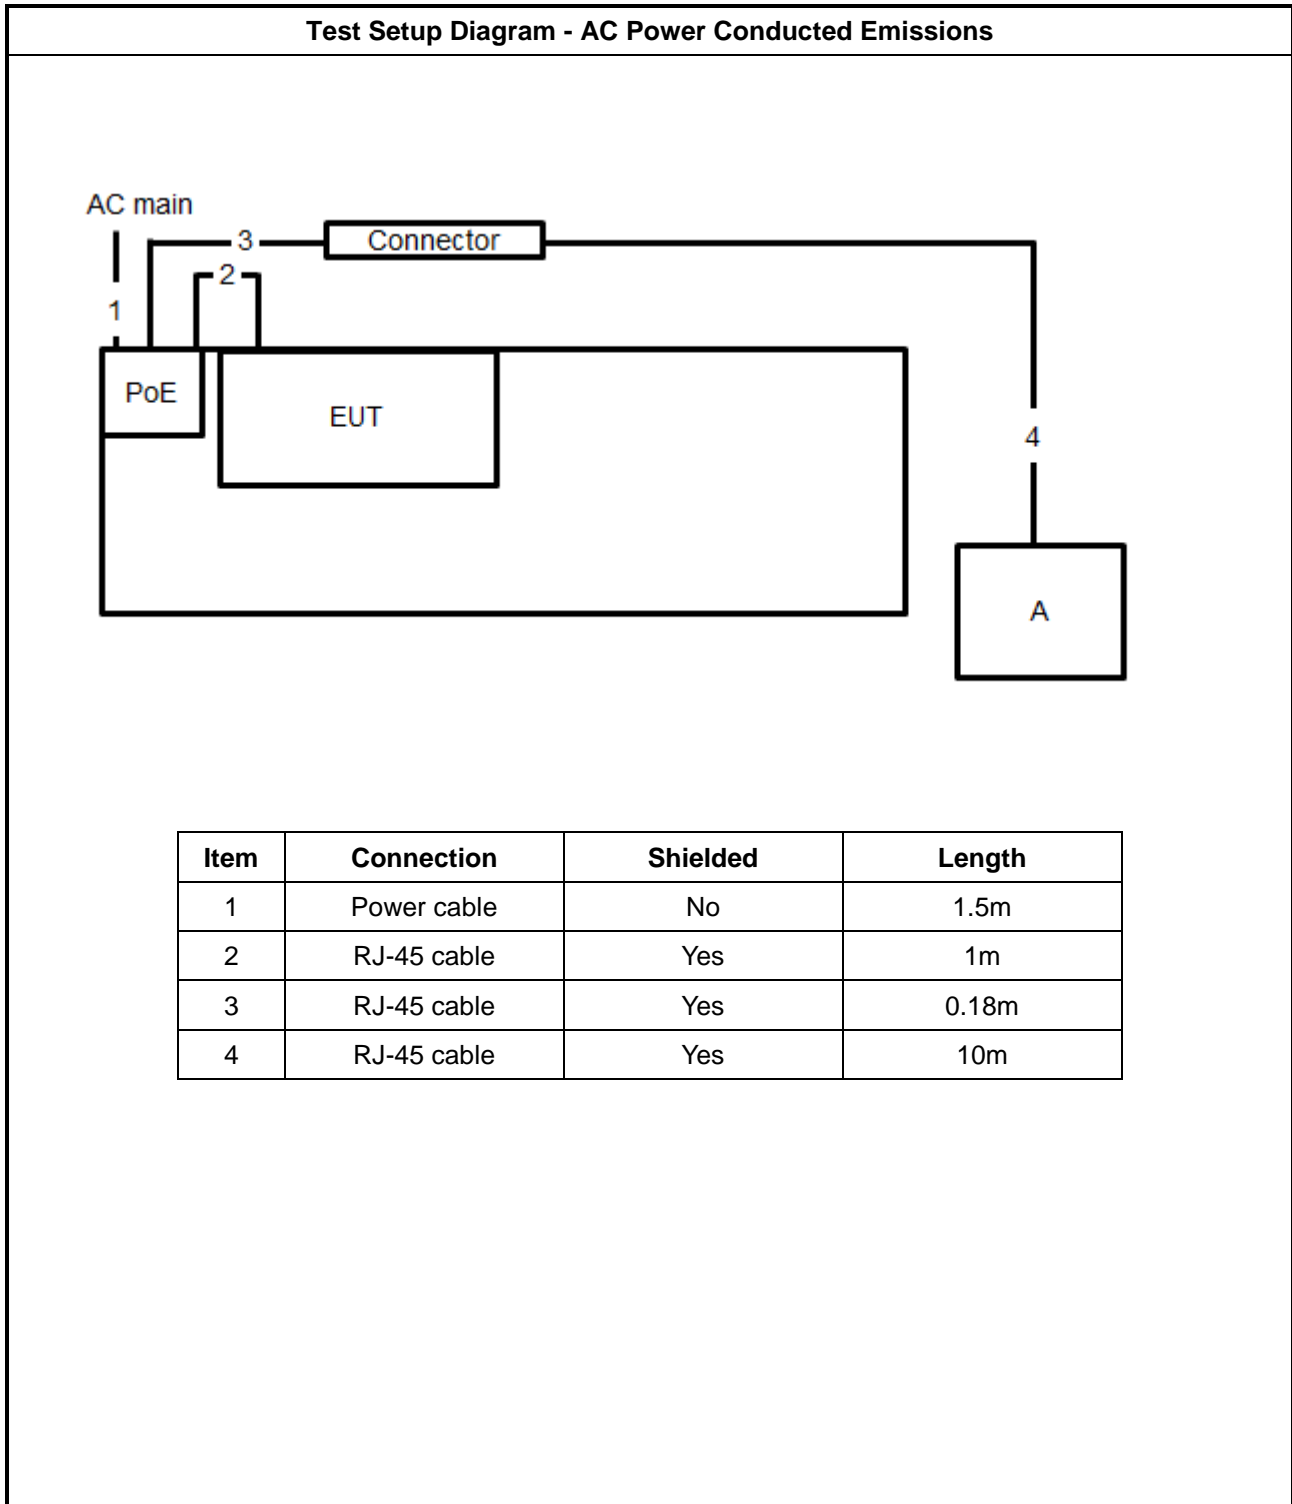 Test Setup Diagram - AC Power Conducted Emissions
AC main
3
Connector
2
1
PoE
EUT
4
A
Item Connection Shielded Length
1 Power cable No 1.5m
2 RJ-45 cable Yes 1m
3 RJ-45 cable Yes 0.18m
4 RJ-45 cable Yes 10m